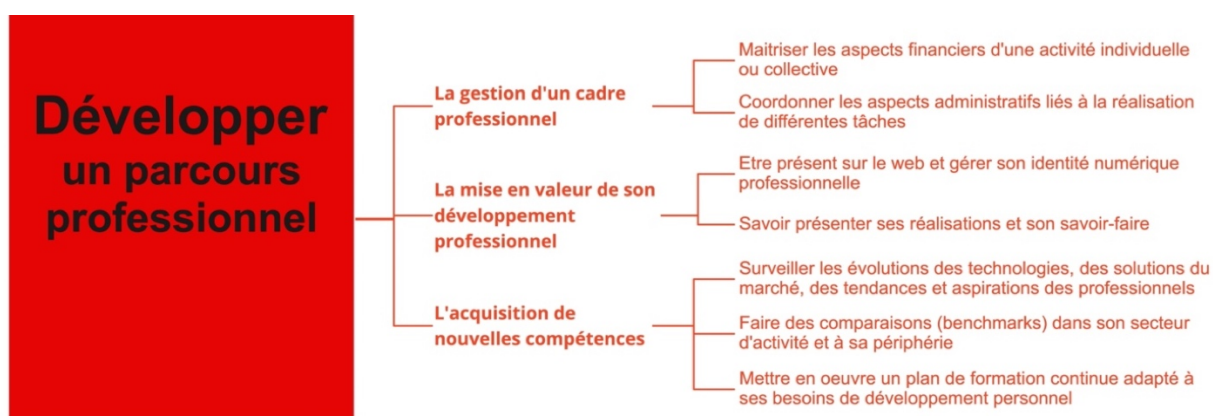 Développer
un parcours
professionnel
La gestion d'un cadre
professionnel
Maitriser les aspects financiers d'une activité individuelle
ou collective
Coordonner les aspects administratifs liés à la réalisation
de différentes tâches
La mise en valeur de son
développement
professionnel
Etre présent sur le web et gérer son identité numérique
professionnelle
Savoir présenter ses réalisations et son savoir-faire
L'acquisition de
nouvelles compétences
Surveiller les évolutions des technologies, des solutions du
marché, des tendances et aspirations des professionnels
Faire des comparaisons (benchmarks) dans son secteur
d'activité et à sa périphérie
Mettre en oeuvre un plan de formation continue adapté à
ses besoins de développement personnel